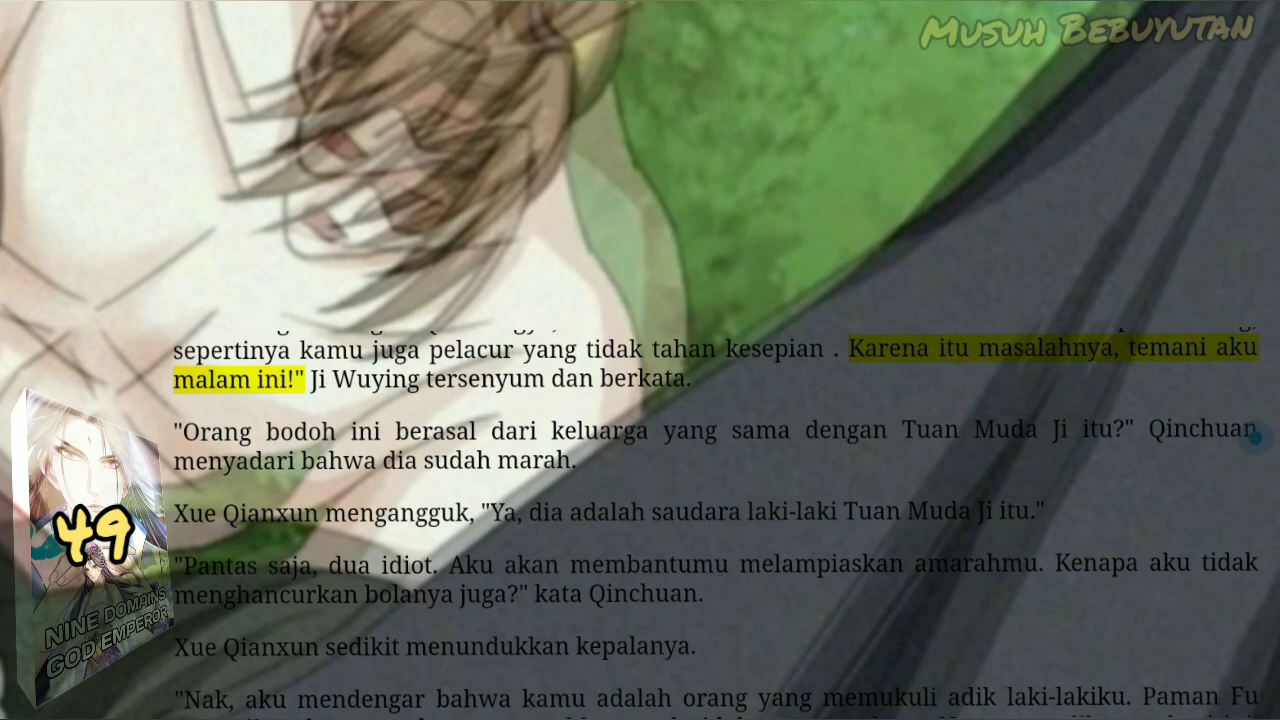 Musuh Bebuyutan
sepertinya kamu juga pelacur yang tidak tahan kesepian . Karena itu masalahnya, temani aku
malam ini!" Ji Wuying tersenyum dan berkata.
"Orang bodoh ini berasal dari keluarga yang sama dengan Tuan Muda Ji itu?" Qinchuan
menyadari bahwa dia sudah marah.
Xue Qianxun mengangguk, "Ya, dia adalah saudara laki-laki Tuan Muda Ji itu."
"Pantas saja, dua idiot. Aku akan membantumu melampiaskan amarahmu. Kenapa aku tidak
menghancurkan bolanya juga?" kata Qinchuan.
Xue Qianxun sedikit menundukkan kepalanya.
"Nak, aku mendengar bahwa kamu adalah orang yang memukuli adik laki-lakiku. Paman Fu
49
NINE DOMAINS
GOD EMPEROR